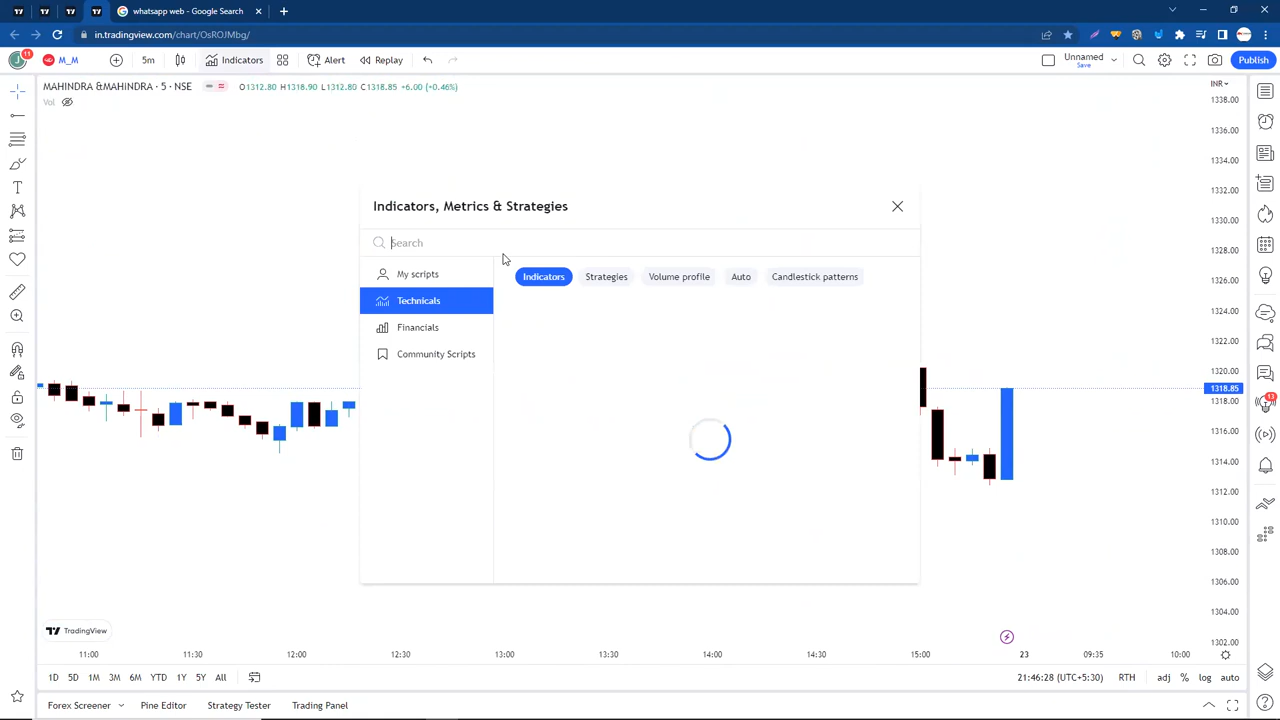 whatsapp web - Google Search
in.tradingview.com/chart/OsROJMbg/
J
11
M_M
5m
Indicators
Alert
Replay
Unnamed
Save
Publish
MAHINDRA &MAHINDRA · 5 · NSE
O1312.80 H1318.90 L1312.80 C1318.85 +6.00 (+0.46%)
INR
Vol
1338.00
1336.00
1334.00
1332.00
1330.00
1328.00
1326.00
1324.00
1322.00
1320.00
1318.85
1318.00
1316.00
1314.00
1312.00
1310.00
1308.00
1306.00
1304.00
1302.00
13
Indicators, Metrics & Strategies
Search
My scripts
Technicals
Financials
Community Scripts
Indicators
Strategies
Volume profile
Auto
Candlestick patterns
TradingView
11:00
11:30
12:00
12:30
13:00
13:30
14:00
14:30
15:00
23
09:35
10:00
1D 5D 1M 3M 6M YTD 1Y 5Y All
21:46:28 (UTC+5:30)
RTH
adj % log auto
Forex Screener
Pine Editor
Strategy Tester
Trading Panel